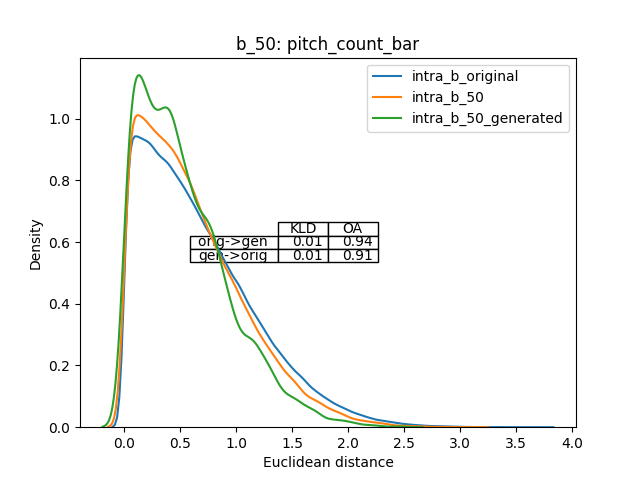 b_50: pitch_count_bar
intra_b_original
intra_b_50
intra_b_50_generated
1.0
0.8
0.6
0.4
0.2
0.0
Density
KLD OA
orig->gen 0.01 0.94
gen->orig 0.01 0.91
0.0 0.5 1.0 1.5 2.0 2.5 3.0 3.5 4.0
Euclidean distance